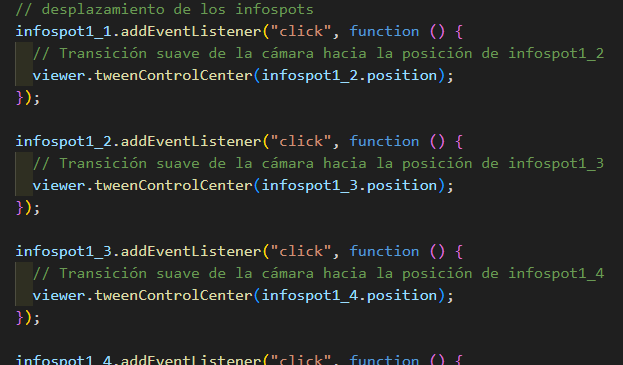 // desplazamiento de los infospots
infospot1_1.addEventListener("click", function () {
// Transición suave de la cámara hacia la posición de infospot1_2
viewer.tweenControlCenter(infospot1_2.position);
});
infospot1_2.addEventListener("click", function () {
// Transición suave de la cámara hacia la posición de infospot1_3
viewer.tweenControlCenter(infospot1_3.position);
});
infospot1_3.addEventListener("click", function () {
// Transición suave de la cámara hacia la posición de infospot1_4
viewer.tweenControlCenter(infospot1_4.position);
});
infospot1_4.addEventListener("click", function () {